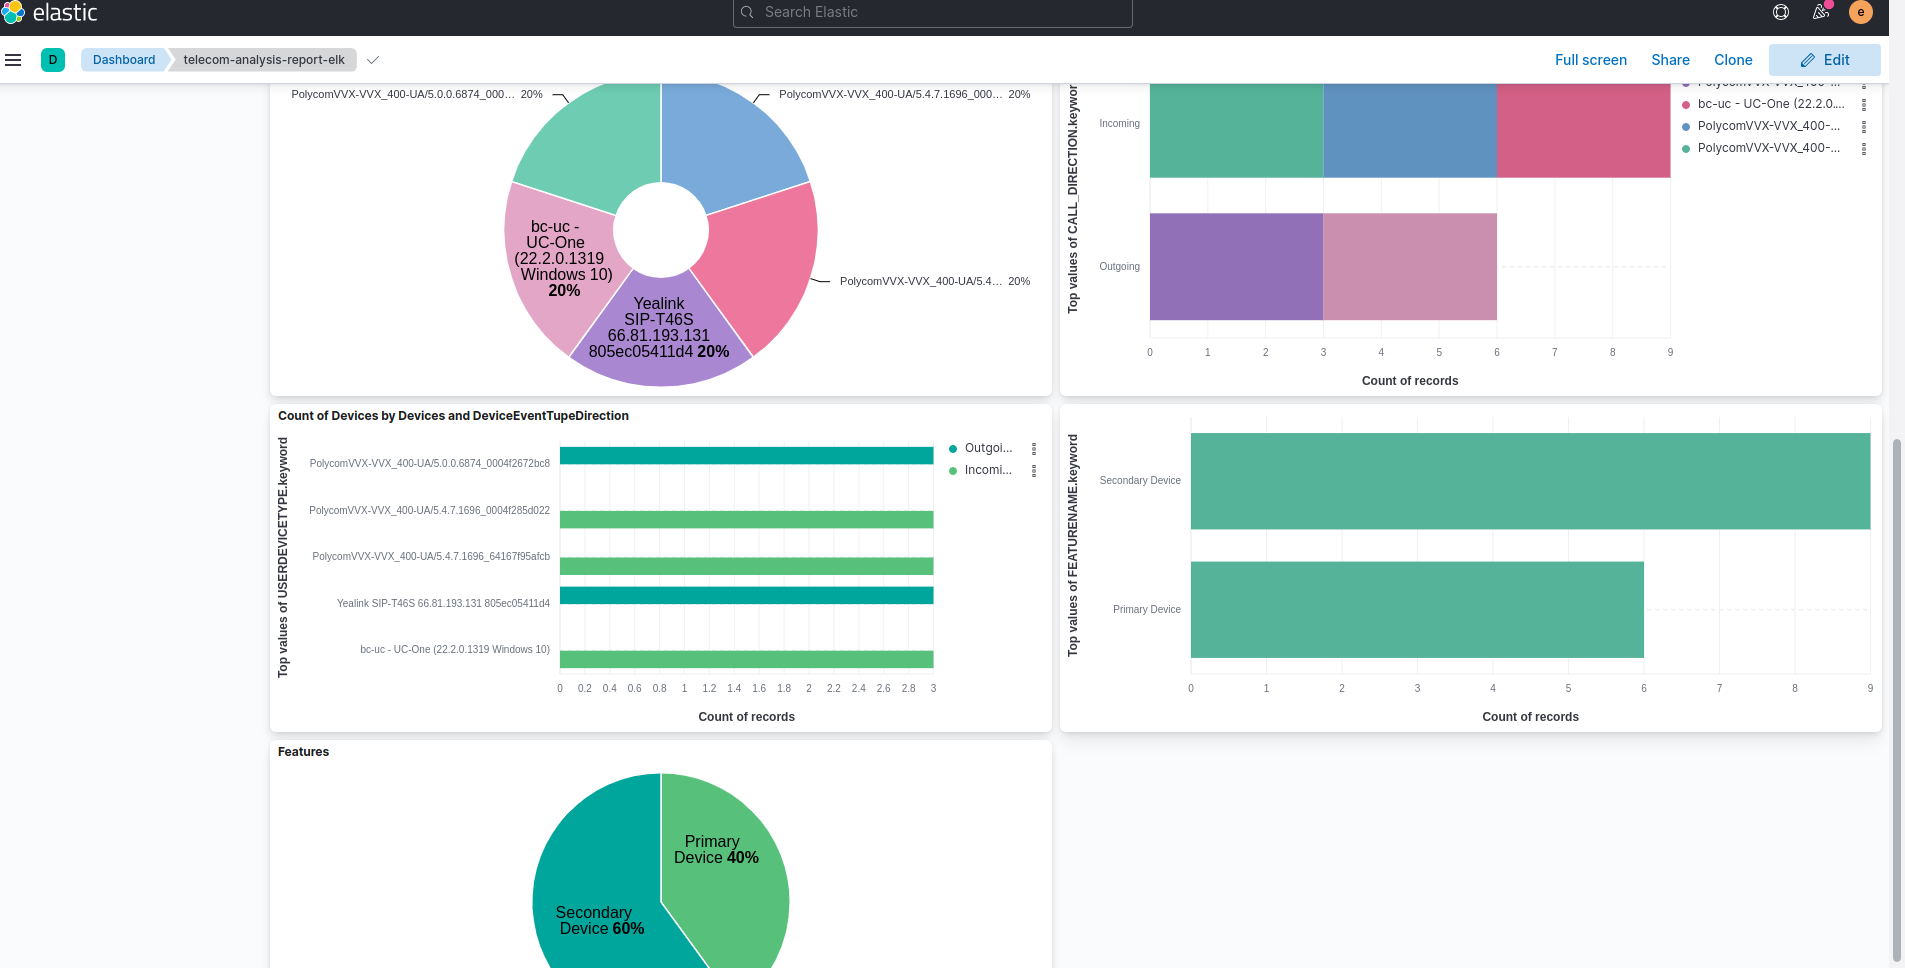 elastic
Search Elastic
e
D
Dashboard
telecom-analysis-report-elk
Full screen
Share
Clone
Edit
PolycomVVX-VVX_400-UA/5.0.0.6874_000… 20%
PolycomVVX-VVX_400-UA/5.4.7.1696_000… 20%
PolycomVVX-VVX_400-UA/5.4… 20%
bc-uc -
UC-One
(22.2.0.1319
Windows 10)
20%
Yealink
SIP-T46S
66.81.193.131
805ec05411d4 20%
Top values of CALL_DIRECTION.keyword
Incoming
Outgoing
0 1 2 3 4 5 6 7 8 9
Count of records
PolycomVVX-VVX_400-...
bc-uc - UC-One (22.2.0....
PolycomVVX-VVX_400-...
PolycomVVX-VVX_400-...
Count of Devices by Devices and DeviceEventTupeDirection
Top values of USERDEVICETYPE.keyword
PolycomVVX-VVX_400-UA/5.0.0.6874_0004f2672bc8
PolycomVVX-VVX_400-UA/5.4.7.1696_0004f285d022
PolycomVVX-VVX_400-UA/5.4.7.1696_64167f95afcb
Yealink SIP-T46S 66.81.193.131 805ec05411d4
bc-uc - UC-One (22.2.0.1319 Windows 10)
0 0.2 0.4 0.6 0.8 1 1.2 1.4 1.6 1.8 2 2.2 2.4 2.6 2.8 3
Count of records
Outgoi...
Incomi...
Top values of FEATURENAME.keyword
Secondary Device
Primary Device
0 1 2 3 4 5 6 7 8 9
Count of records
Features
Primary
Device 40%
Secondary
Device 60%